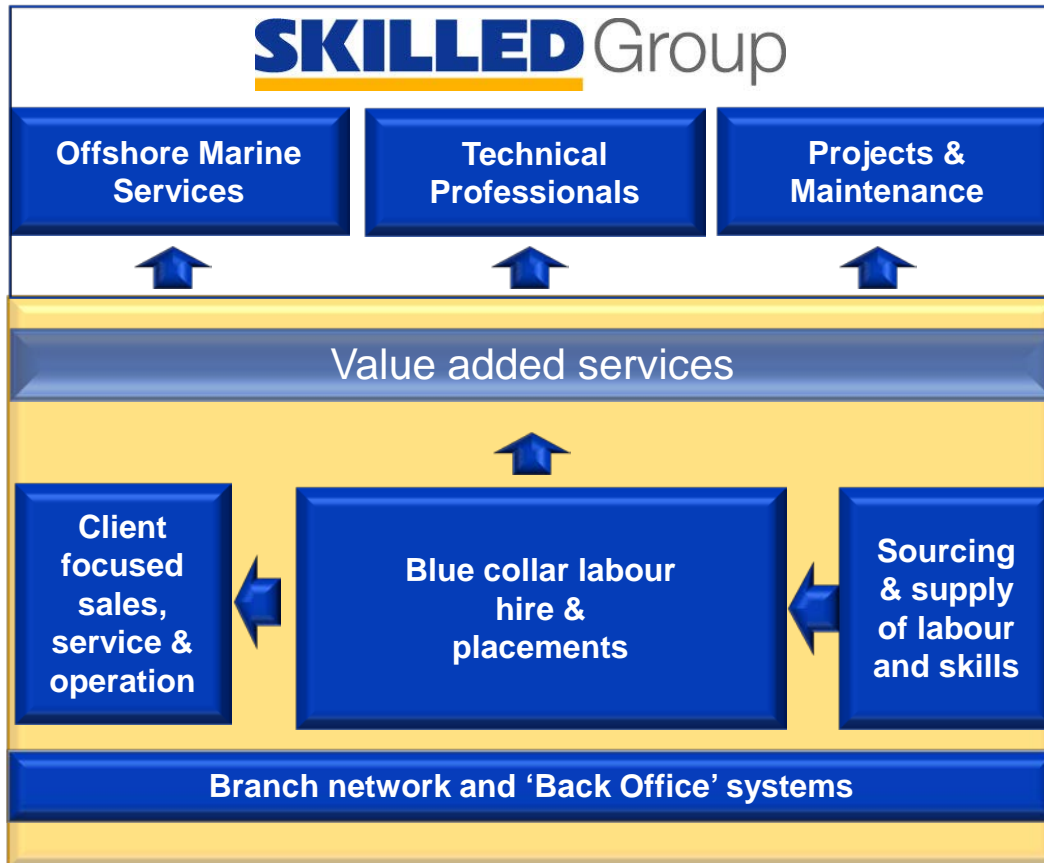 SKILLED Group
Offshore Marine
Services
Technical
Professionals
Projects &
Maintenance
Value added services
Client
focused
sales,
service &
operation
Blue collar labour
hire &
placements
Sourcing
& supply
of labour
and skills
Branch network and ‘Back Office’ systems